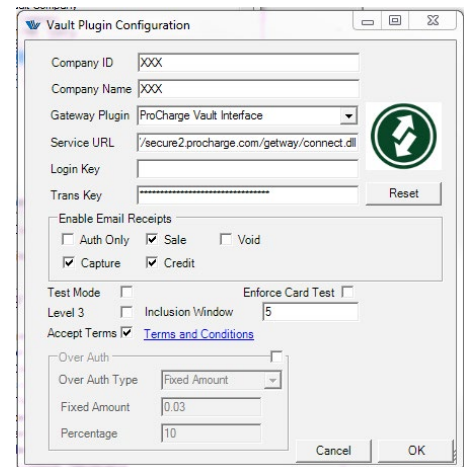 Vault Plugin Configuration
Company ID XXX
Company Name XXX
Gateway Plugin ProCharge Vault Interface
Service URL '/secure2.procharge.com/getway/connect.dll
Login Key
Trans Key ********************************
Reset
Enable Email Receipts
Auth Only Sale Void
Capture Credit
Test Mode Enforce Card Test
Level 3 Inclusion Window 5
Accept Terms Terms and Conditions
Over Auth
Over Auth Type Fixed Amount
Fixed Amount 0.03
Percentage 10
Cancel OK